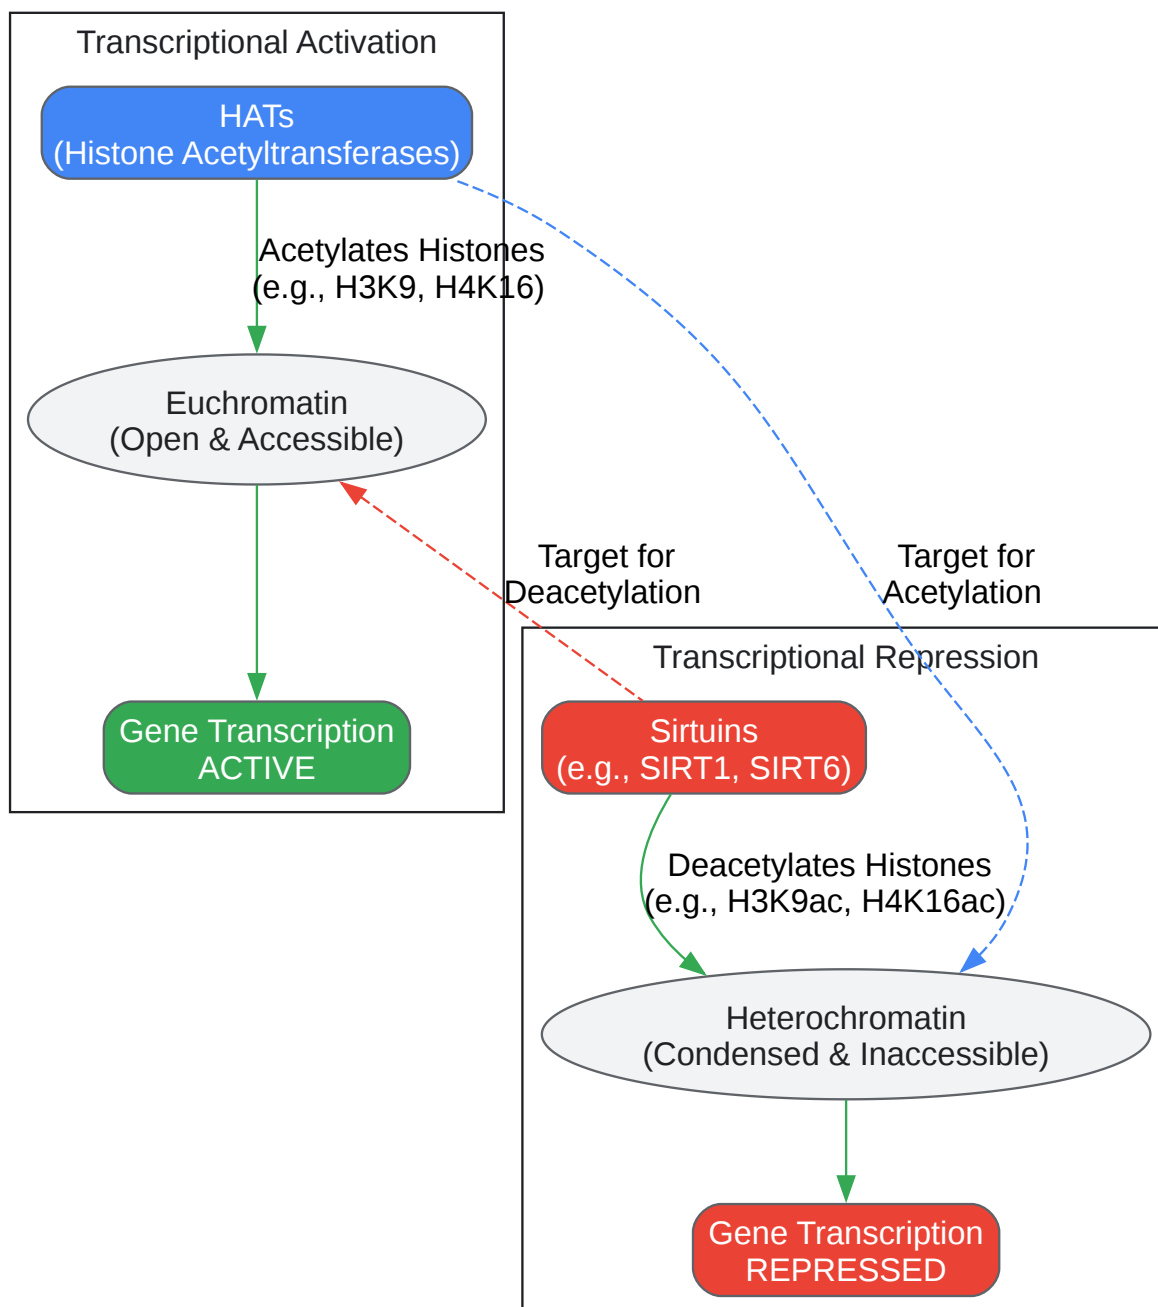 Transcriptional Activation
HATs
(Histone Acetyltransferases)
Acetylates Histones
(e.g., H3K9, H4K16)
Euchromatin
(Open & Accessible)
Target for
Deacetylation
Target for
Acetylation
Gene Transcription
ACTIVE
Transcriptional Repression
Sirtuins
(e.g., SIRT1, SIRT6)
Deacetylates Histones
(e.g., H3K9ac, H4K16ac)
Heterochromatin
(Condensed & Inaccessible)
Gene Transcription
REPRESSED